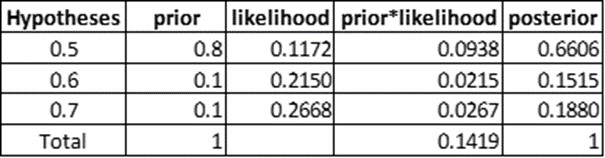 Hypotheses prior likelihood prior*likelihood posterior
0.5 0.8 0.1172 0.0938 0.6606
0.6 0.1 0.2150 0.0215 0.1515
0.7 0.1 0.2668 0.0267 0.1880
Total 1 0.1419 1